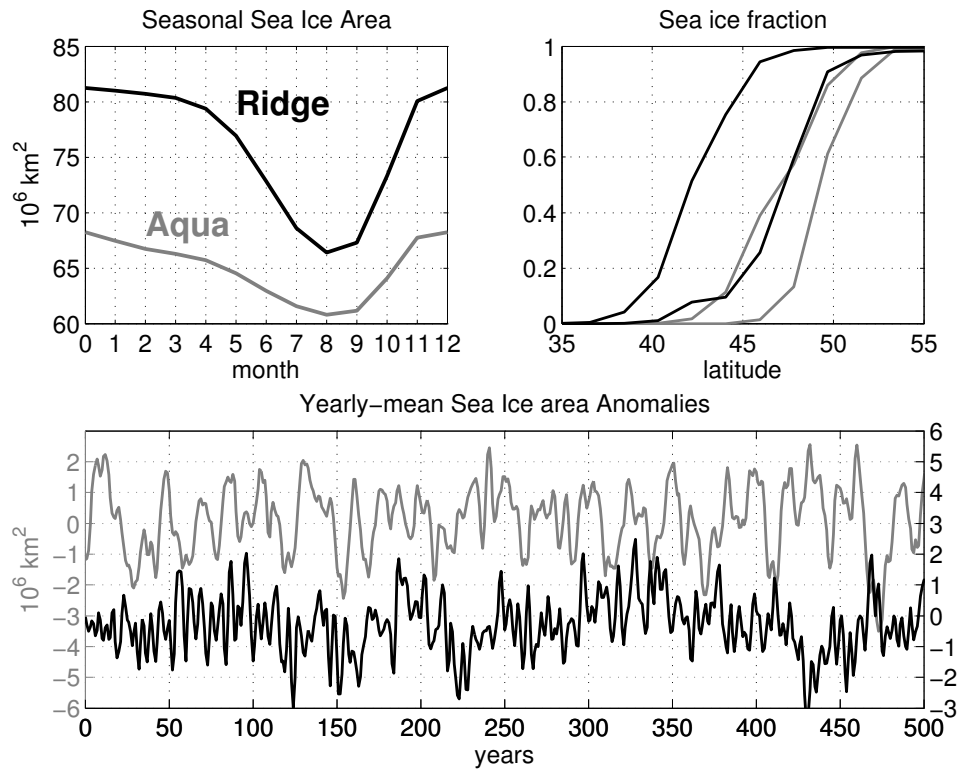 Seasonal Sea Ice Area
85
80
75
70
65
60
10⁶ km²
Ridge
Aqua
0 1 2 3 4 5 6 7 8 9 10 11 12
month
Sea ice fraction
1
0.8
0.6
0.4
0.2
0
35 40 45 50 55
latitude
Yearly−mean Sea Ice area Anomalies
2
1
0
−1
−2
−3
−4
−5
−6
10⁶ km²
6
5
4
3
2
1
0
−1
−2
−3
0 50 100 150 200 250 300 350 400 450 500
years